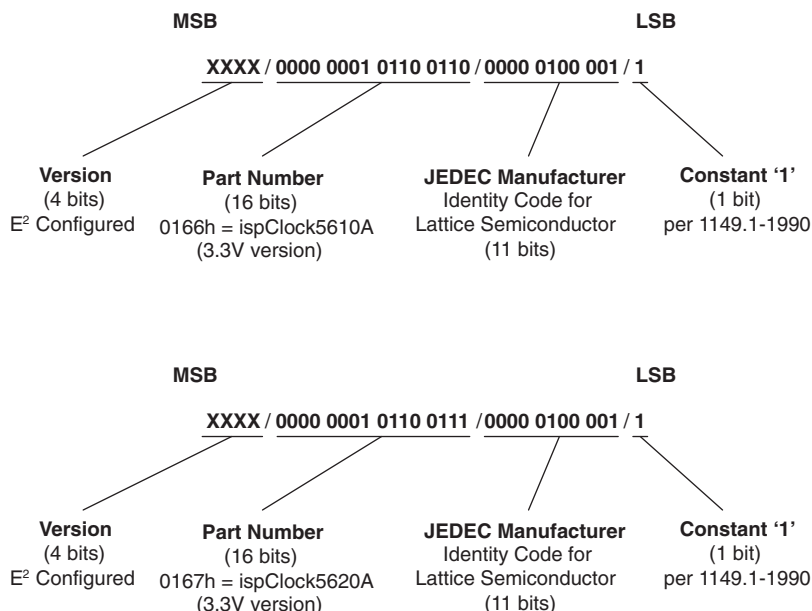 MSB LSB
XXXX / 0000 0001 0110 0110 / 0000 0100 001 / 1
Version Part Number JEDEC Manufacturer Constant ‘1’
(4 bits) (16 bits) Identity Code for (1 bit)
E² Configured 0166h = ispClock5610A Lattice Semiconductor per 1149.1-1990
(3.3V version) (11 bits)
MSB LSB
XXXX / 0000 0001 0110 0111 / 0000 0100 001 / 1
Version Part Number JEDEC Manufacturer Constant ‘1’
(4 bits) (16 bits) Identity Code for (1 bit)
E² Configured 0167h = ispClock5620A Lattice Semiconductor per 1149.1-1990
(3.3V version) (11 bits)